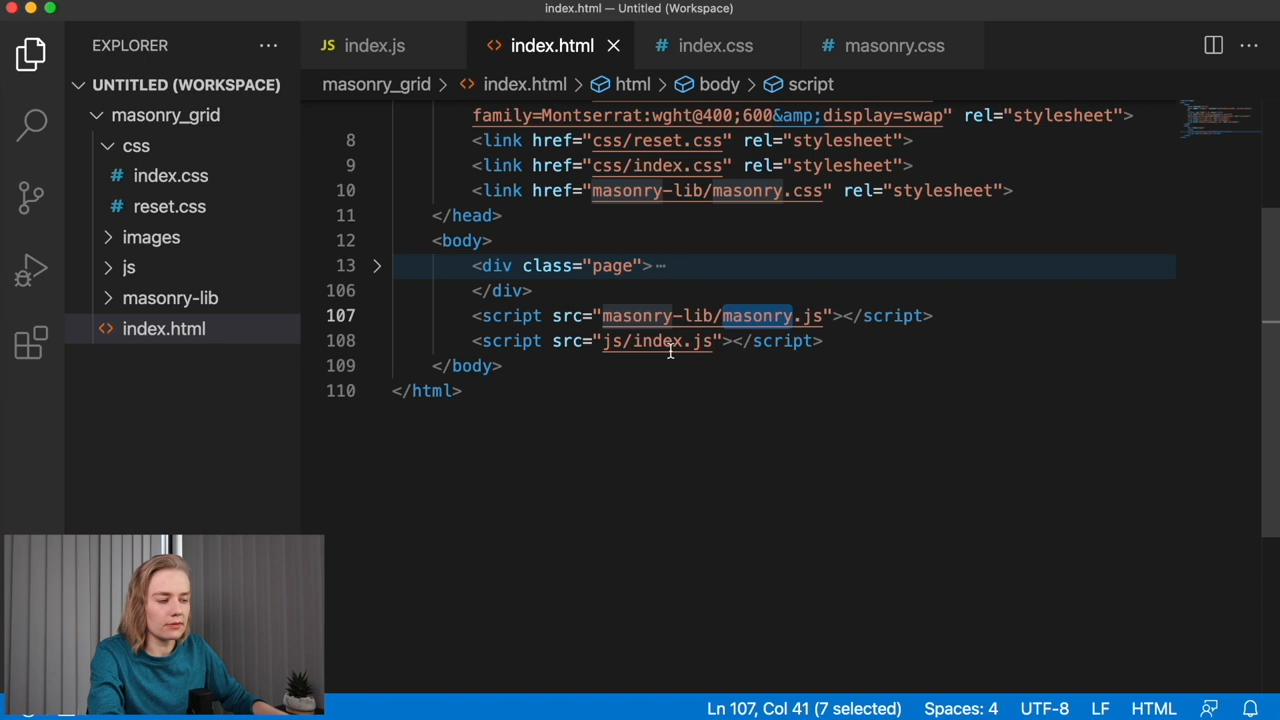 index.html — Untitled (Workspace)
EXPLORER
UNTITLED (WORKSPACE)
masonry_grid
css
# index.css
# reset.css
images
js
masonry-lib
<> index.html
JS index.js
<> index.html
# index.css
# masonry.css
masonry_grid > <> index.html > html > body > script
family=Montserrat:wght@400;600&amp;display=swap" rel="stylesheet">
8 <link href="css/reset.css" rel="stylesheet">
9 <link href="css/index.css" rel="stylesheet">
10 <link href="masonry-lib/masonry.css" rel="stylesheet">
11 </head>
12 <body>
13 <div class="page">⋯
106 </div>
107 <script src="masonry-lib/masonry.js"></script>
108 <script src="js/index.js"></script>
109 </body>
110 </html>
Ln 107, Col 41 (7 selected) Spaces: 4 UTF-8 LF HTML